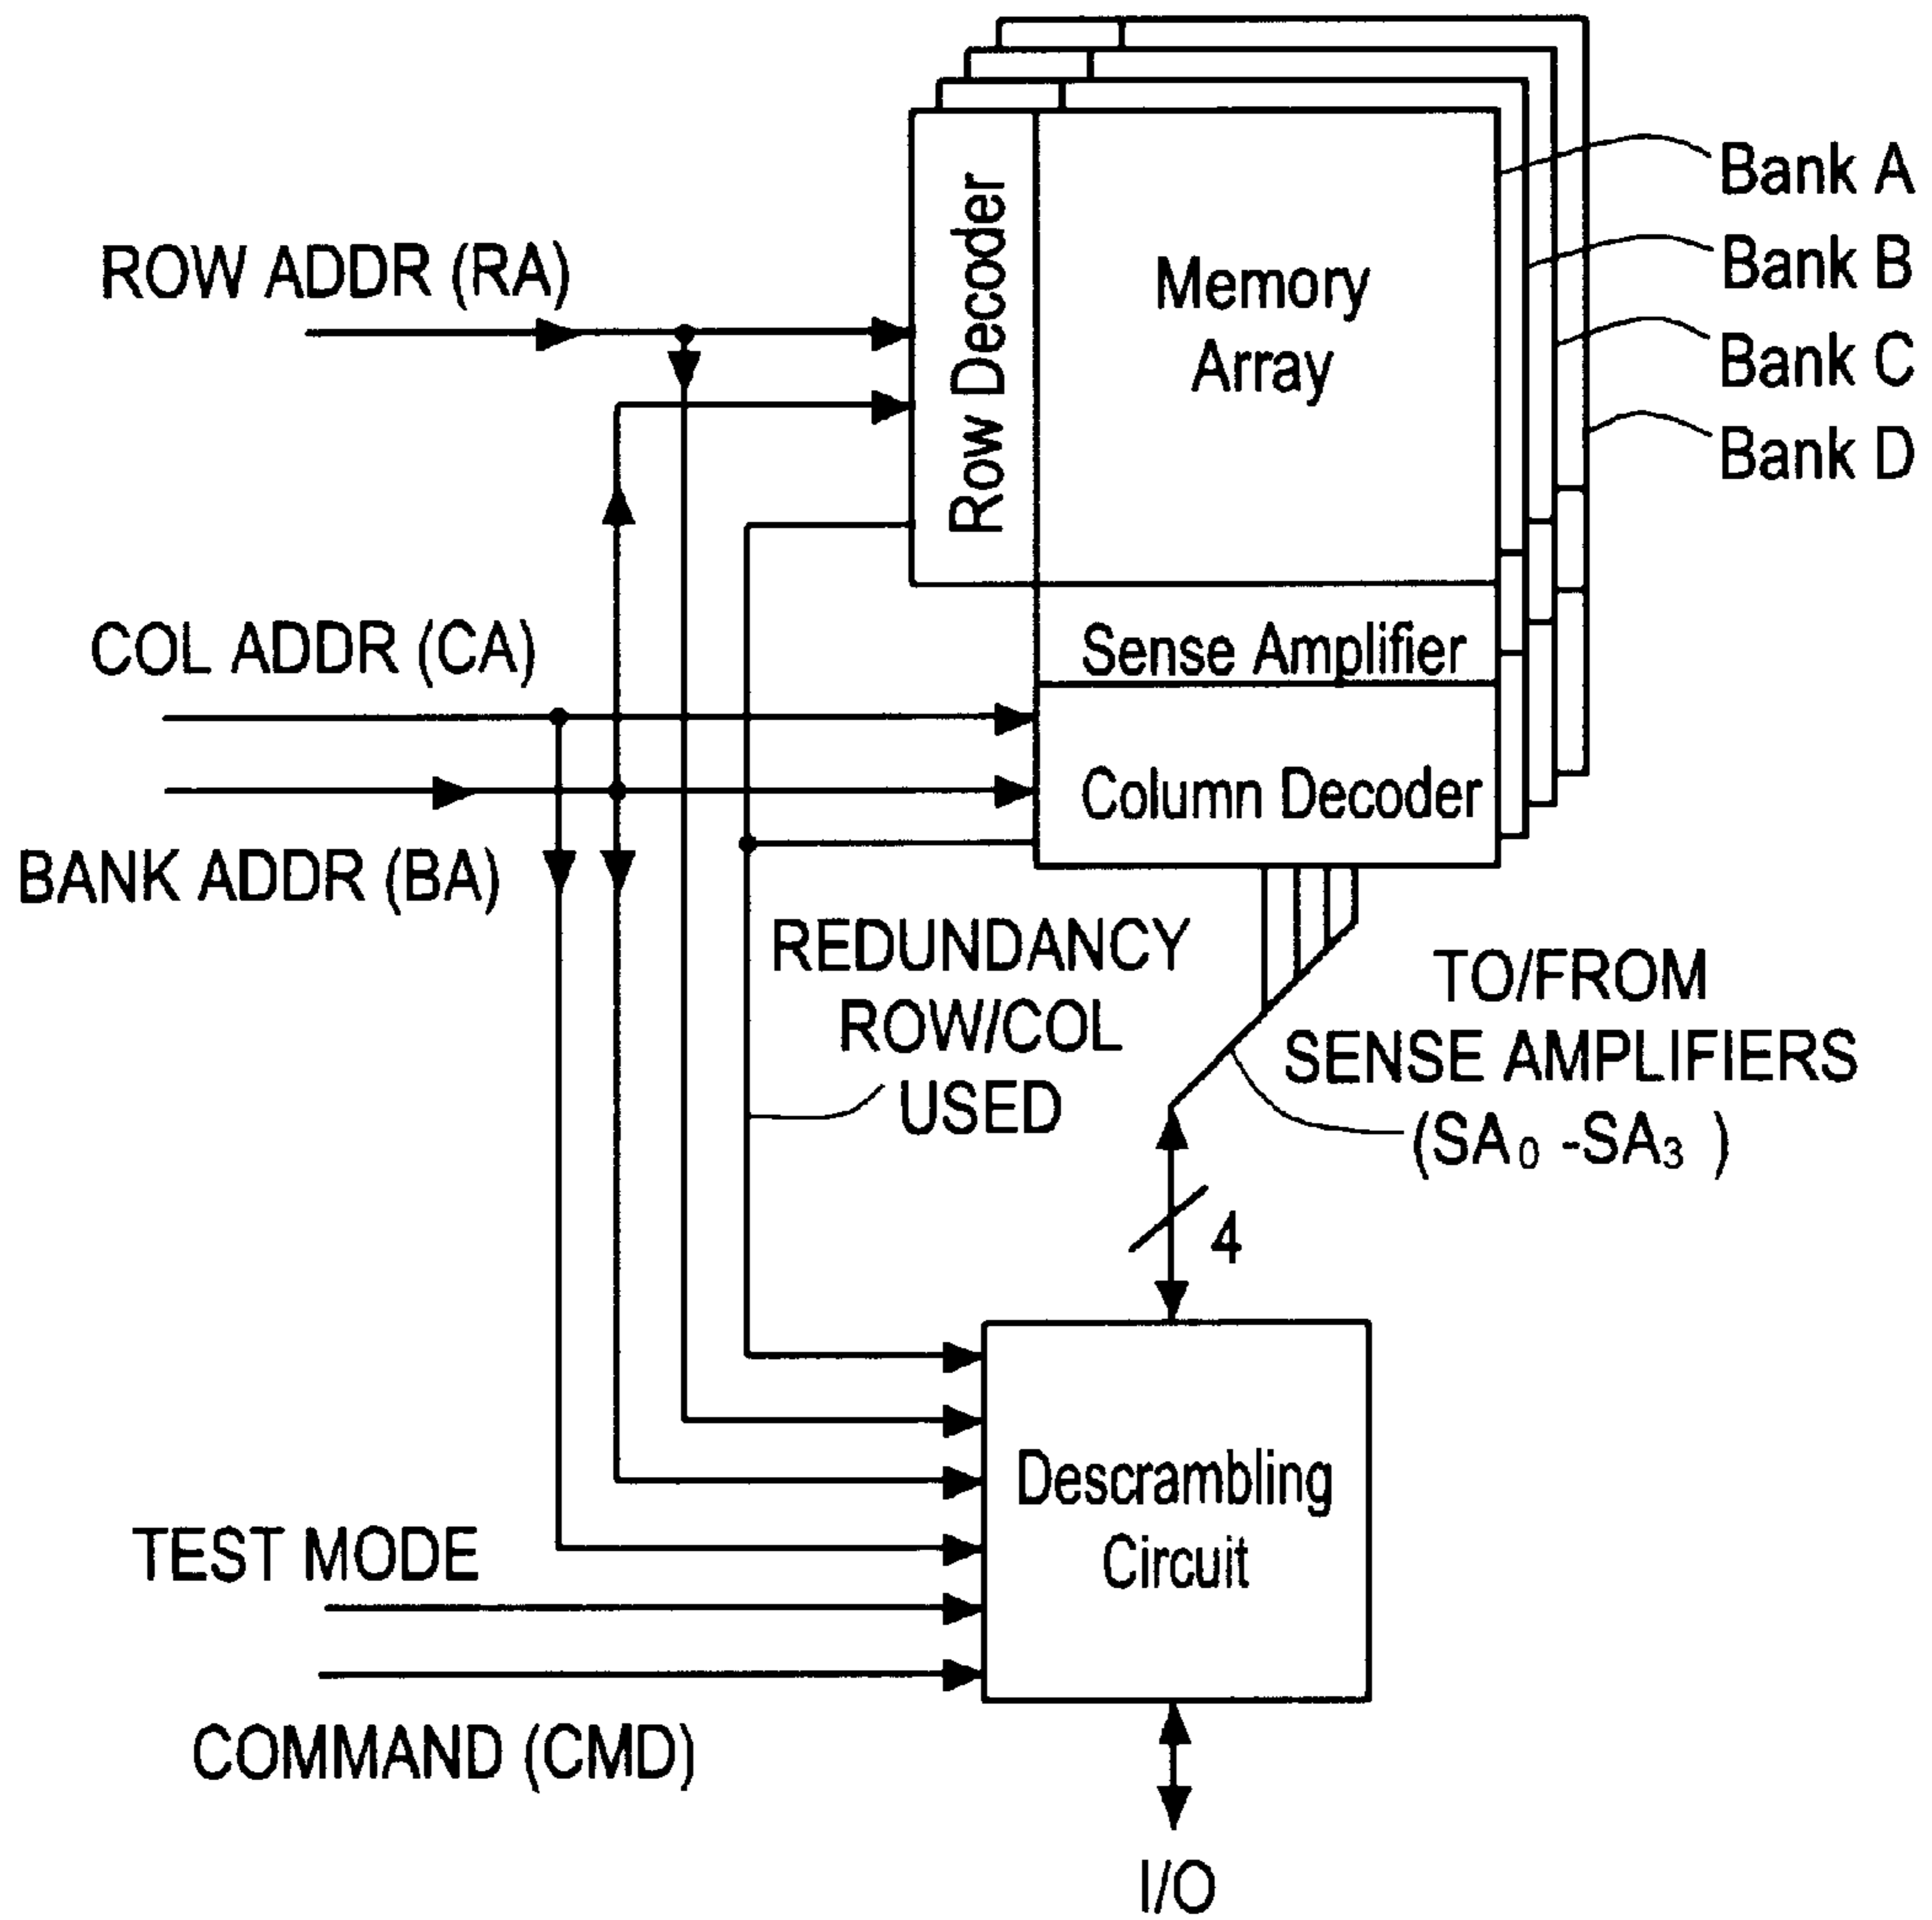 Bank A
Bank B
Bank C
Bank D
ROW ADDR (RA)
Row Decoder
Memory
Array
COL ADDR (CA)
Sense Amplifier
Column Decoder
BANK ADDR (BA)
REDUNDANCY
ROW/COL
USED
TO/FROM
SENSE AMPLIFIERS
(SA0 -SA3 )
4
Descrambling
Circuit
TEST MODE
COMMAND (CMD)
I/O